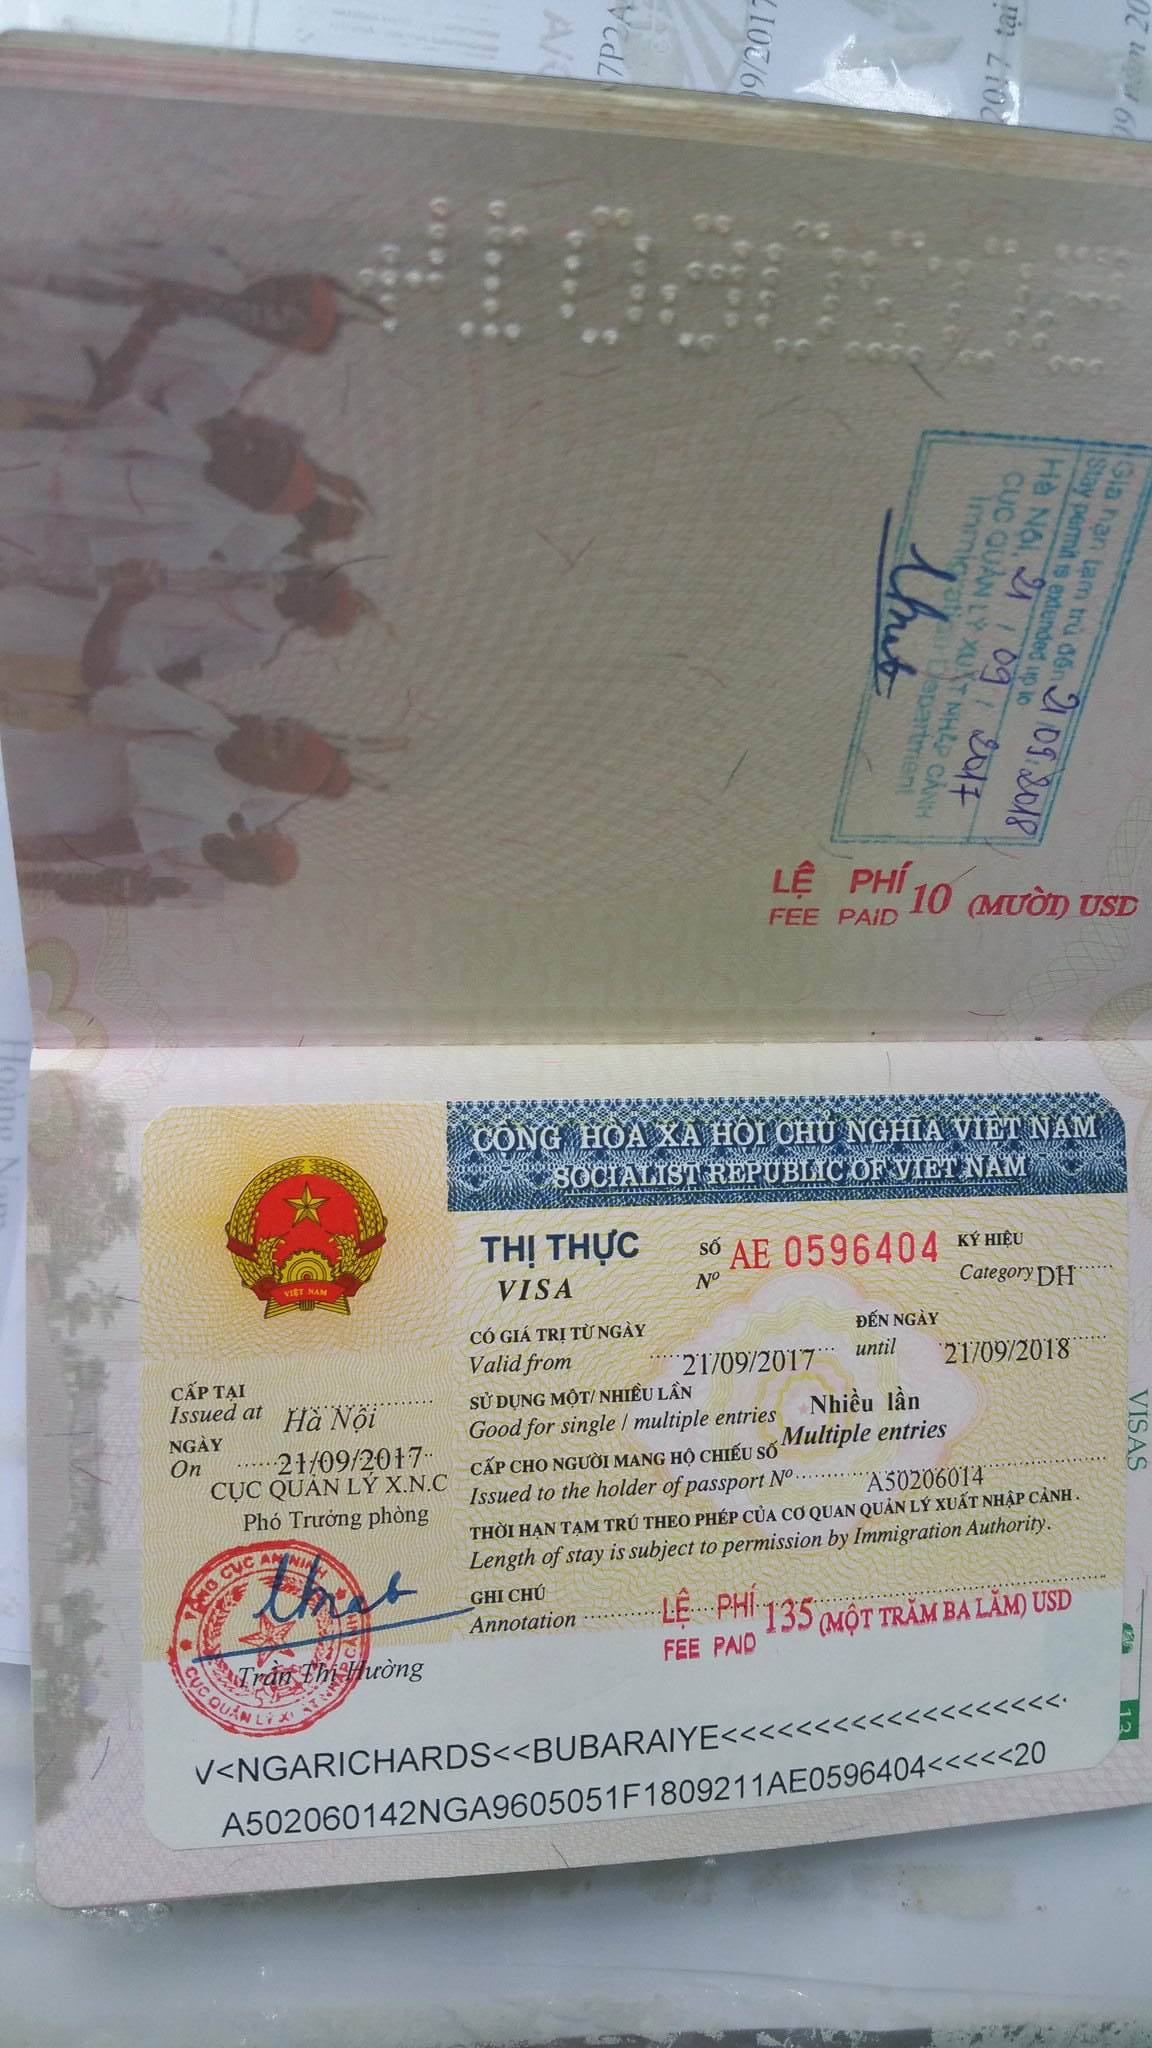 7P2A
09/2017
2017 tại
Gia hạn tạm trú đến 21/09/2018
Stay permit is extended up to
Hà Nội, 21 / 09 / 2017
CỤC QUẢN LÝ XUẤT NHẬP CẢNH
Immigration Department
LỆ PHÍ 10 (MƯỜI) USD
FEE PAID
CỘNG HÒA XÃ HỘI CHỦ NGHĨA VIỆT NAM
SOCIALIST REPUBLIC OF VIET NAM
VIỆT NAM
THỊ THỰC
VISA
SỐ AE 0596404
Nº
KÝ HIỆU
Category DH
CÓ GIÁ TRỊ TỪ NGÀY
Valid from 21/09/2017
ĐẾN NGÀY
until 21/09/2018
CẤP TẠI
Issued at Hà Nội
NGÀY
On 21/09/2017
CỤC QUẢN LÝ X.N.C
Phó Trưởng phòng
SỬ DỤNG MỘT/ NHIỀU LẦN Nhiều lần
Good for single / multiple entries Multiple entries
CẤP CHO NGƯỜI MANG HỘ CHIẾU SỐ
Issued to the holder of passport Nº A50206014
THỜI HẠN TẠM TRÚ THEO PHÉP CỦA CƠ QUAN QUẢN LÝ XUẤT NHẬP CẢNH.
Length of stay is subject to permission by Immigration Authority.
GHI CHÚ
Annotation
LỆ PHÍ 135 (MỘT TRĂM BA LĂM) USD
FEE PAID
TỔNG CỤC AN NINH
CỤC QUẢN LÝ XUẤT NHẬP CẢNH
Trần Thị Hường
V<NGARICHARDS<<BUBARAIYE<<<<<<<<<<<<<<<<<<<
A502060142NGA9605051F1809211AE0596404<<<<<20
VISAS
13